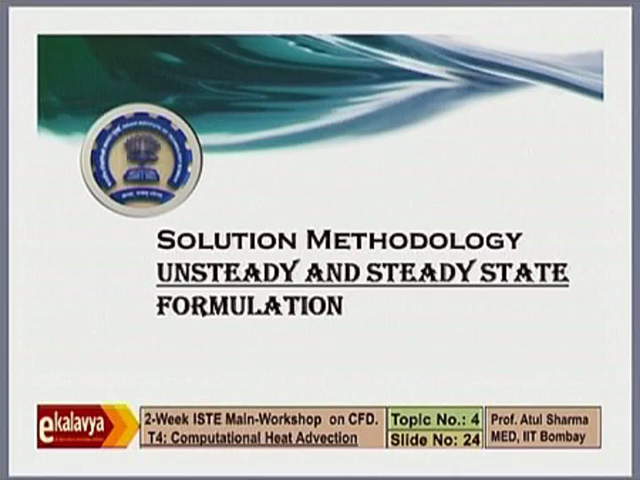 SOLUTION METHODOLOGY
UNSTEADY AND STEADY STATE
FORMULATION
ekalavya
2-Week ISTE Main-Workshop on CFD.
T4: Computational Heat Advection
Topic No.: 4
Slide No: 24
Prof. Atul Sharma
MED, IIT Bombay